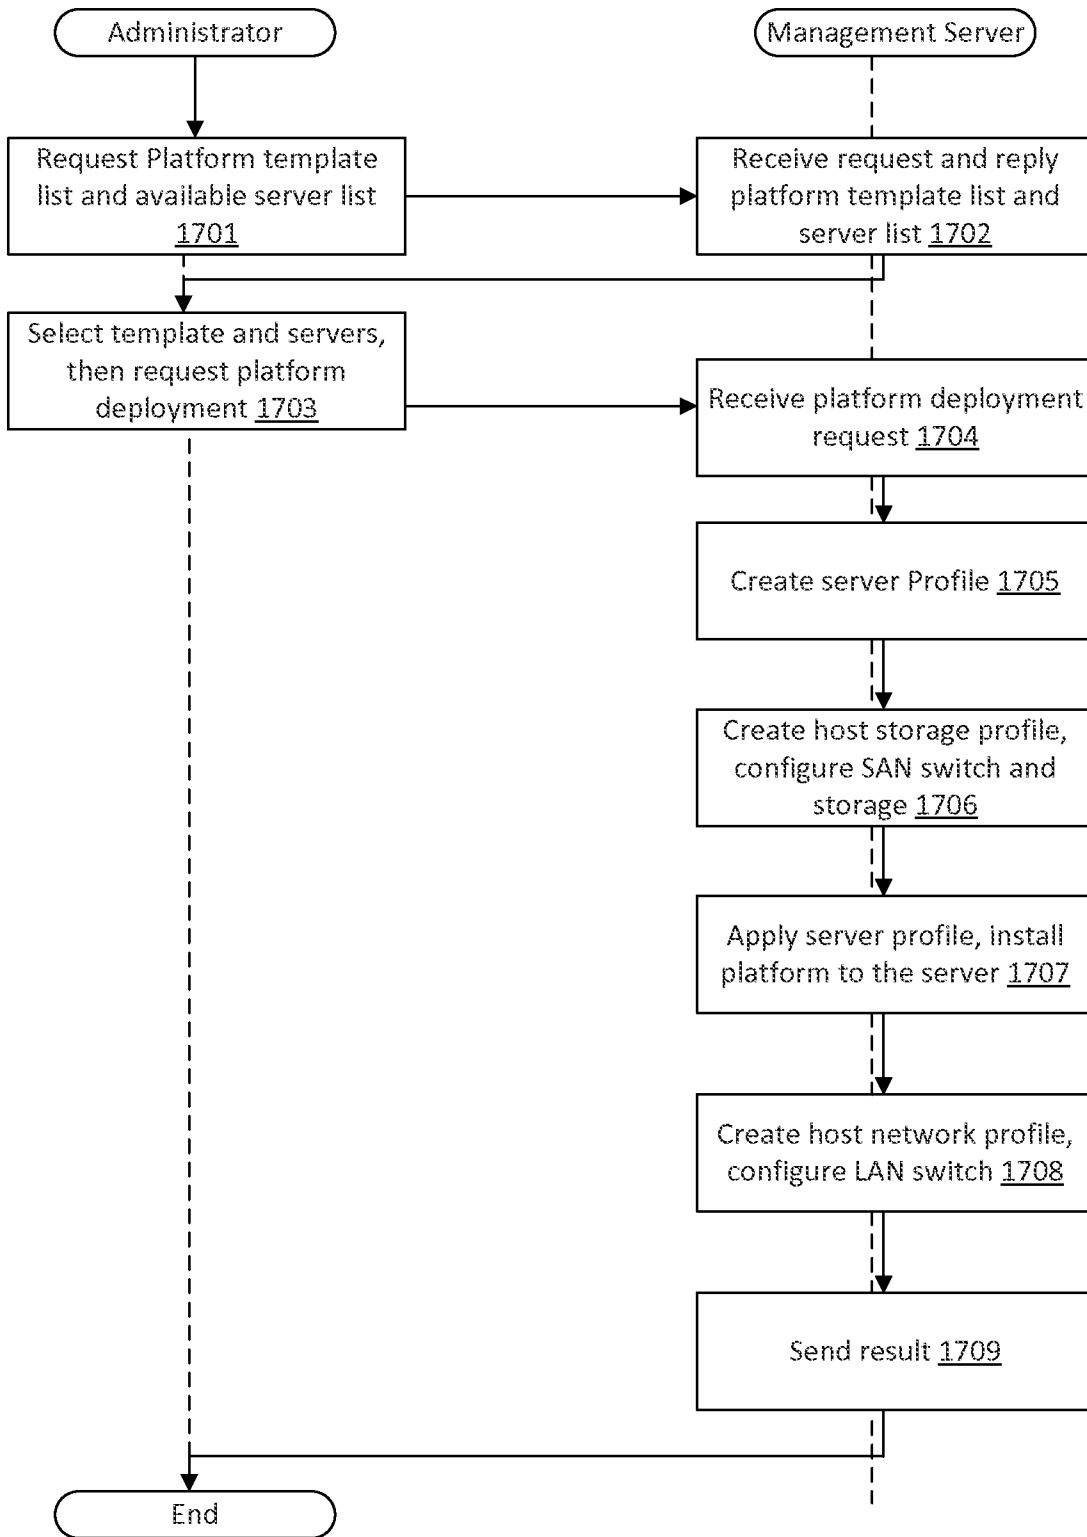 Administrator
Management Server
Request Platform template
list and available server list
1701
Receive request and reply
platform template list and
server list 1702
Select template and servers,
then request platform
deployment 1703
Receive platform deployment
request 1704
Create server Profile 1705
Create host storage profile,
configure SAN switch and
storage 1706
Apply server profile, install
platform to the server 1707
Create host network profile,
configure LAN switch 1708
Send result 1709
End